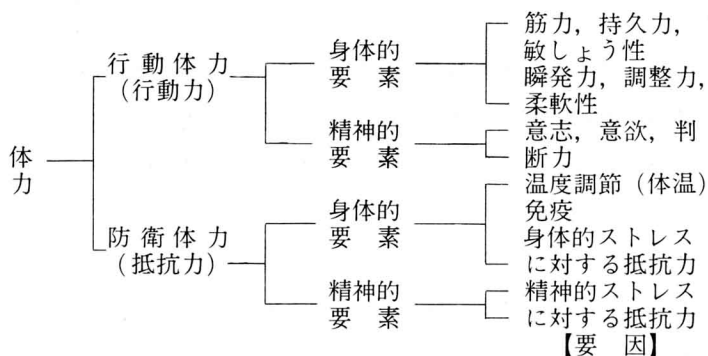 体力
行動体力
（行動力）
身体的
要素
筋力，持久力，
敏しょう性
瞬発力，調整力，
柔軟性
精神的
要素
意志，意欲，判
断力
防衛体力
（抵抗力）
身体的
要素
温度調節（体温）
免疫
身体的ストレス
に対する抵抗力
精神的
要素
精神的ストレス
に対する抵抗力
【要　因】